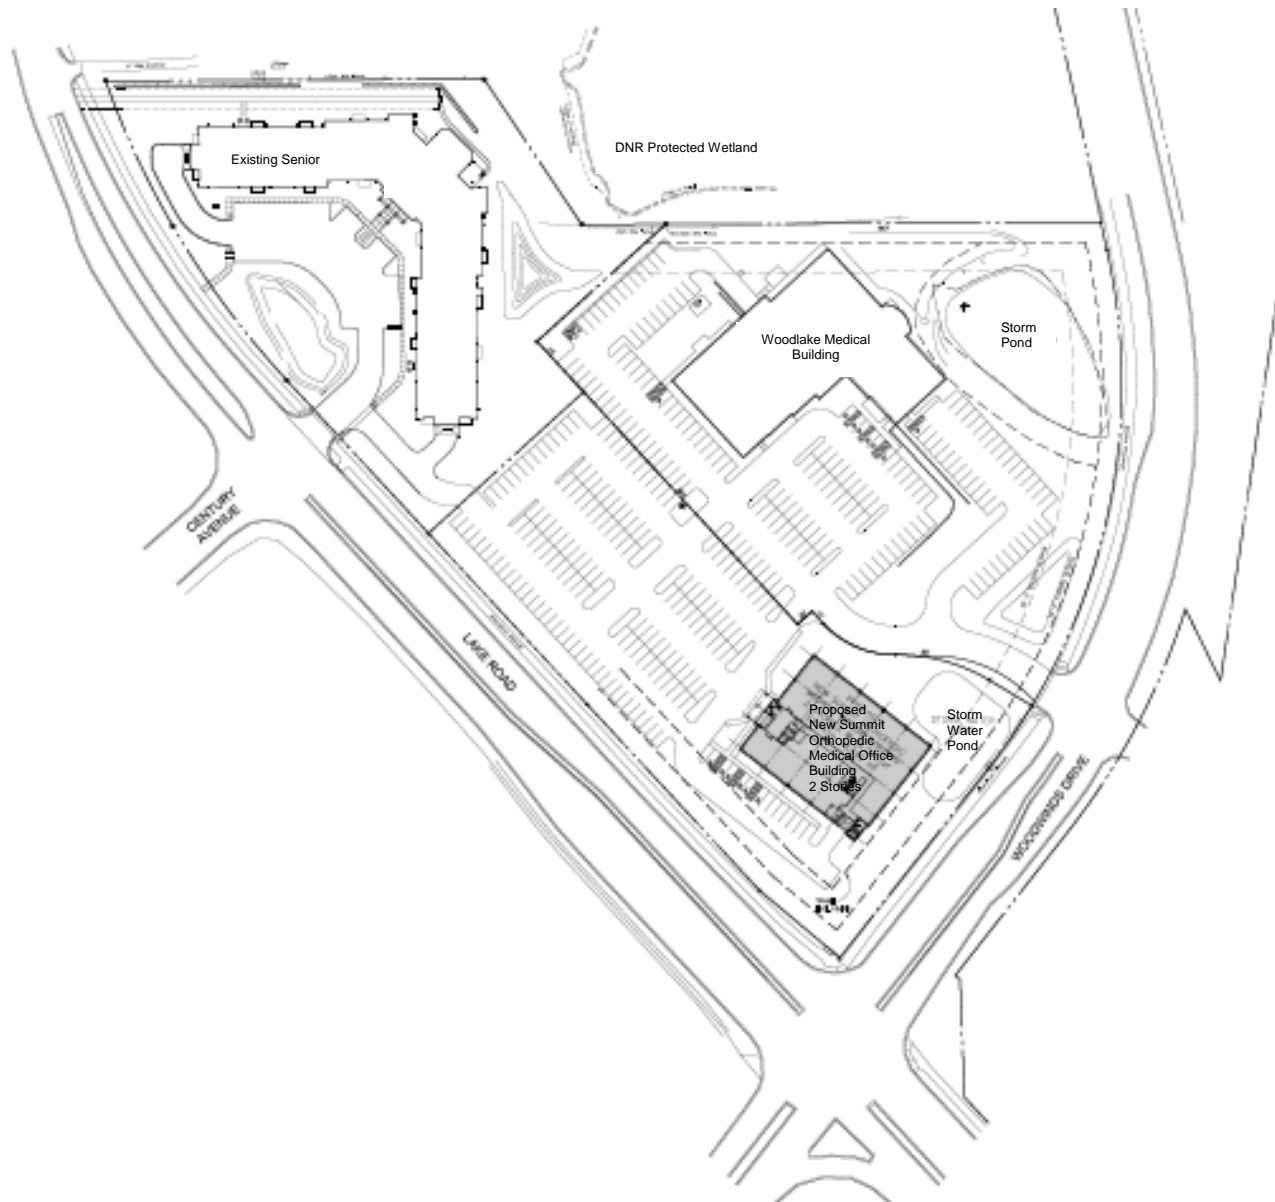 DNR Protected Wetland
Existing Senior
Woodlake Medical
Building
Storm
Pond
CENTURY
AVENUE
LAKE ROAD
Proposed
New Summit
Orthopedic
Medical Office
Building
2 Stories
Storm
Water
Pond
WOODWINDS DRIVE